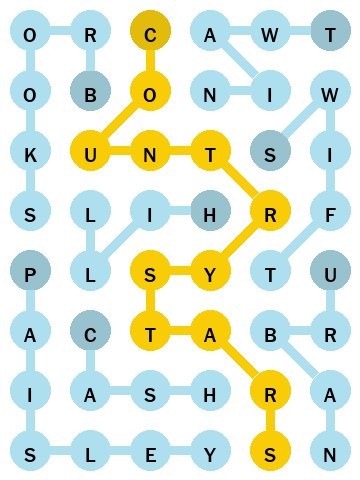 O R C A W T
O B O N I W
K U N T S I
S L I H R F
P L S Y T U
A C T A B R
I A S H R A
S L E Y S N